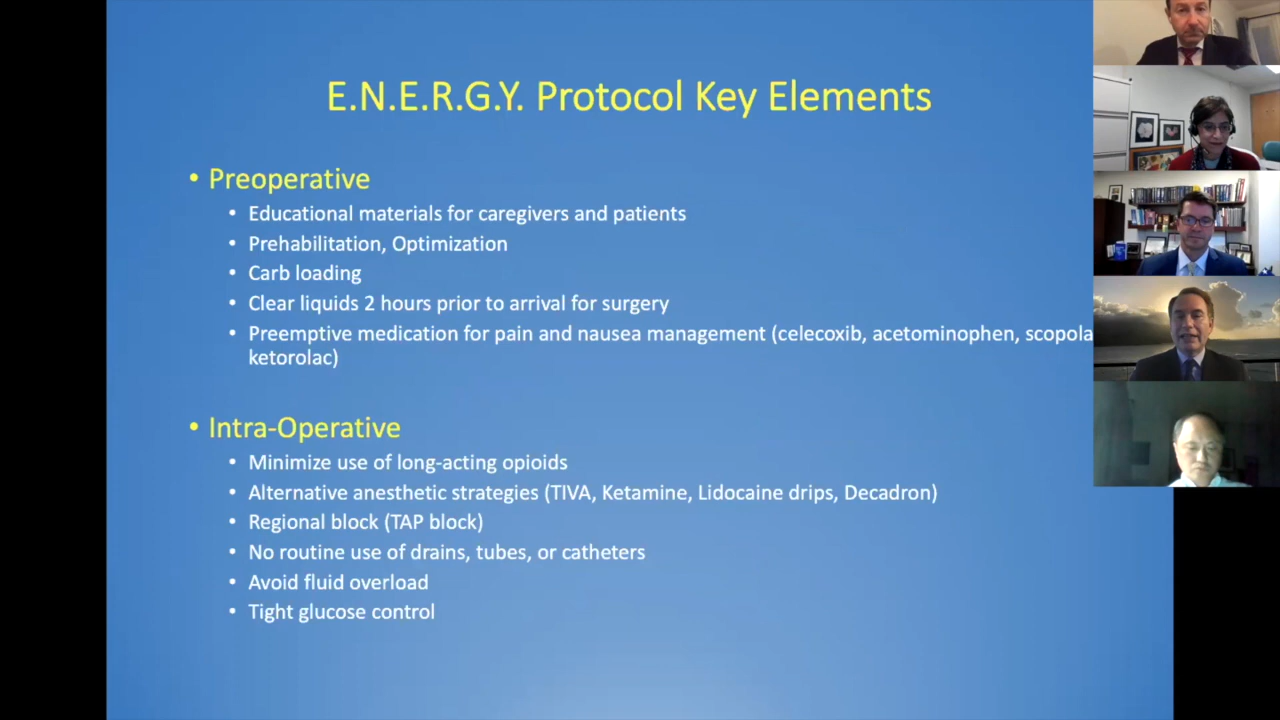 E.N.E.R.G.Y. Protocol Key Elements
• Preoperative
• Educational materials for caregivers and patients
• Prehabilitation, Optimization
• Carb loading
• Clear liquids 2 hours prior to arrival for surgery
• Preemptive medication for pain and nausea management (celecoxib, acetominophen, scopola
ketorolac)
• Intra-Operative
• Minimize use of long-acting opioids
• Alternative anesthetic strategies (TIVA, Ketamine, Lidocaine drips, Decadron)
• Regional block (TAP block)
• No routine use of drains, tubes, or catheters
• Avoid fluid overload
• Tight glucose control